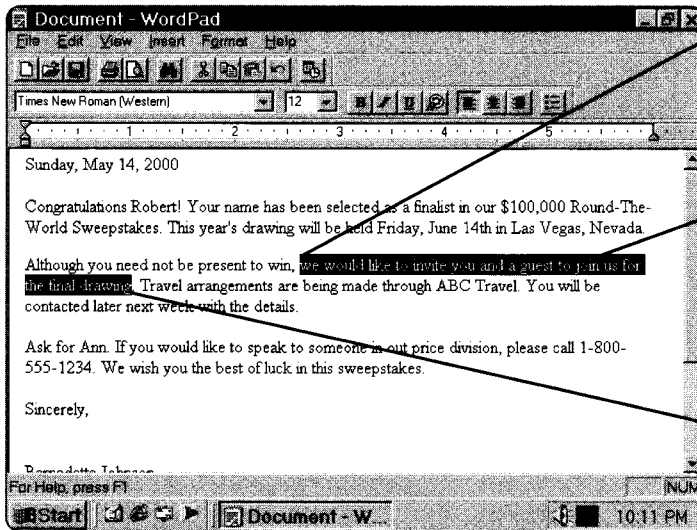 Document - WordPad
File Edit View Insert Format Help
Times New Roman (Western) 12
1 2 3 4 5
Sunday, May 14, 2000
Congratulations Robert! Your name has been selected as a finalist in our $100,000 Round-The-
World Sweepstakes. This year's drawing will be held Friday, June 14th in Las Vegas, Nevada.
Although you need not be present to win, we would like to invite you and a guest to join us for
the final drawing. Travel arrangements are being made through ABC Travel. You will be
contacted later next week with the details.
Ask for Ann. If you would like to speak to someone in out price division, please call 1-800-
555-1234. We wish you the best of luck in this sweepstakes.
Sincerely,
For Help, press F1 NUM
Start Document - W... 10:11 PM